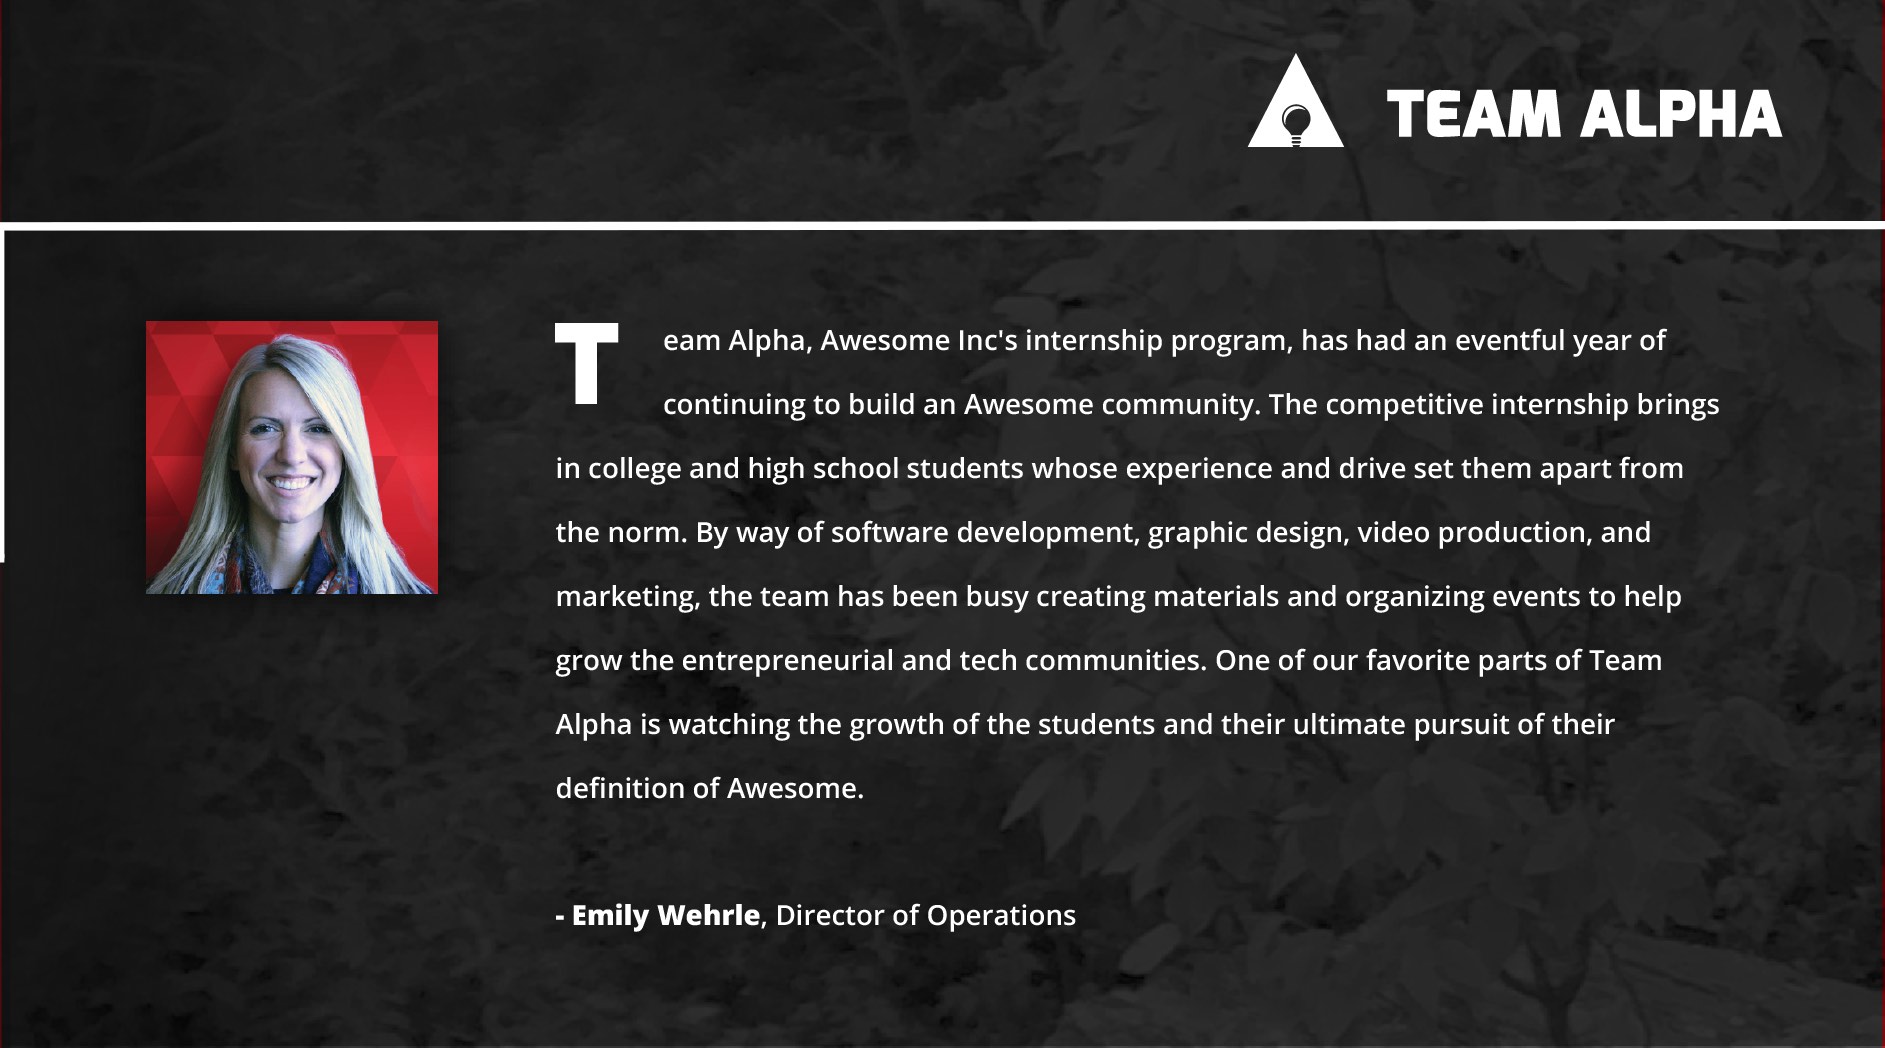 TEAM ALPHA
Team Alpha, Awesome Inc's internship program, has had an eventful year of
continuing to build an Awesome community. The competitive internship brings
in college and high school students whose experience and drive set them apart from
the norm. By way of software development, graphic design, video production, and
marketing, the team has been busy creating materials and organizing events to help
grow the entrepreneurial and tech communities. One of our favorite parts of Team
Alpha is watching the growth of the students and their ultimate pursuit of their
definition of Awesome.
- Emily Wehrle, Director of Operations